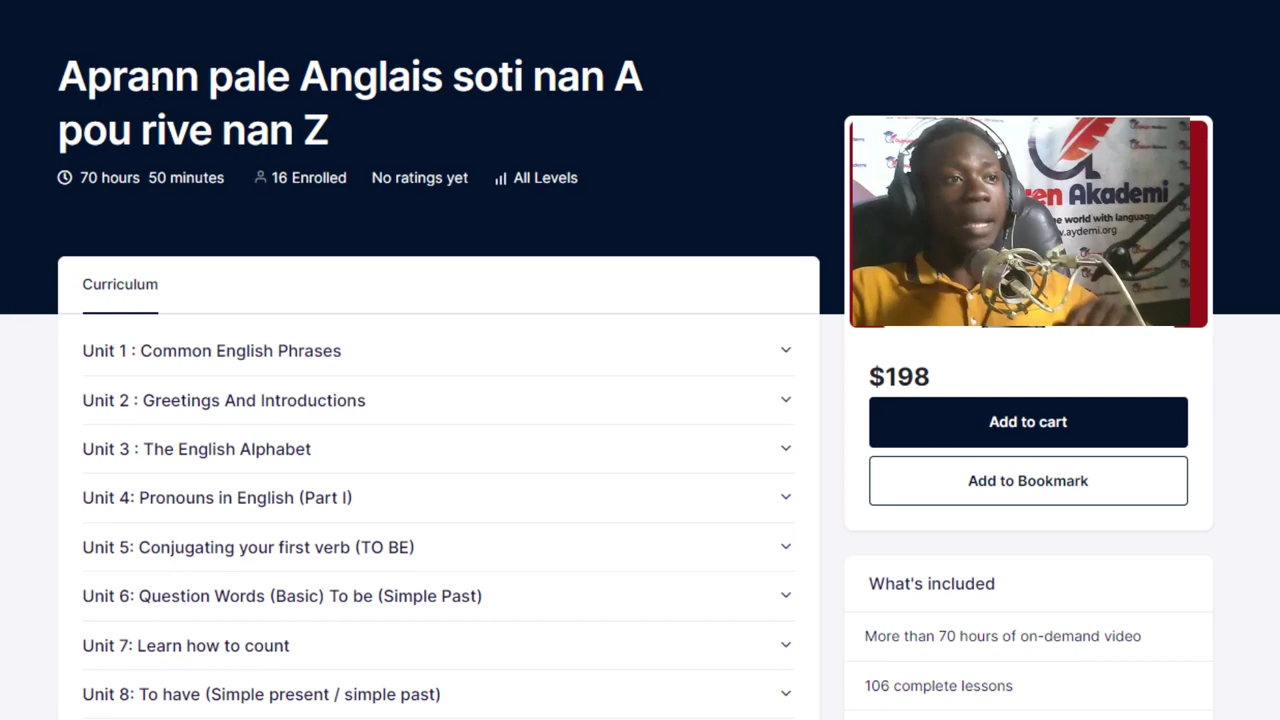 Aprann pale Anglais soti nan A
pou rive nan Z
70 hours 50 minutes 16 Enrolled No ratings yet All Levels
Curriculum
Unit 1 : Common English Phrases
Unit 2 : Greetings And Introductions
Unit 3 : The English Alphabet
Unit 4: Pronouns in English (Part I)
Unit 5: Conjugating your first verb (TO BE)
Unit 6: Question Words (Basic) To be (Simple Past)
Unit 7: Learn how to count
Unit 8: To have (Simple present / simple past)
Akademi
the world with language
.aydemi.org
$198
Add to cart
Add to Bookmark
What's included
More than 70 hours of on-demand video
106 complete lessons